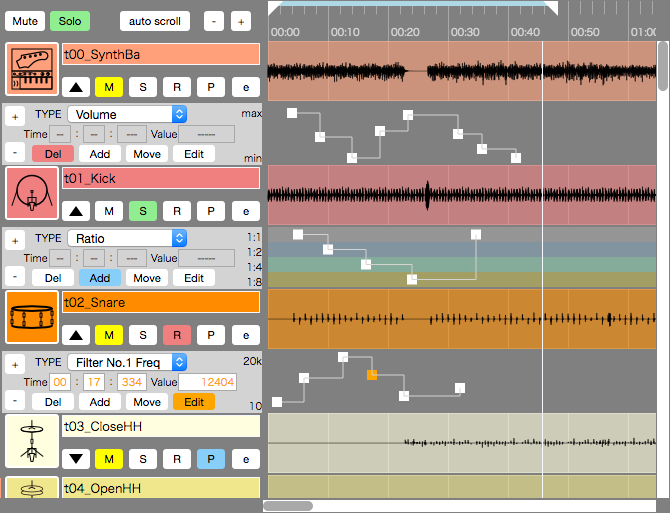 Mute Solo auto scroll - +
00:00 00:10 00:20 00:30 00:40 00:50 01:00
t00_SynthBa
M S R P e
+ TYPE Volume max
Time -- : -- : --- Value -----
- Del Add Move Edit min
t01_Kick
M S R P e
+ TYPE Ratio 1:1
Time -- : -- : --- Value ----- 1:2
1:4
- Del Add Move Edit 1:8
t02_Snare
M S R P e
+ TYPE Filter No.1 Freq 20k
Time 00 : 17 : 334 Value 12404
- Del Add Move Edit 10
t03_CloseHH
M S R P e
t04_OpenHH